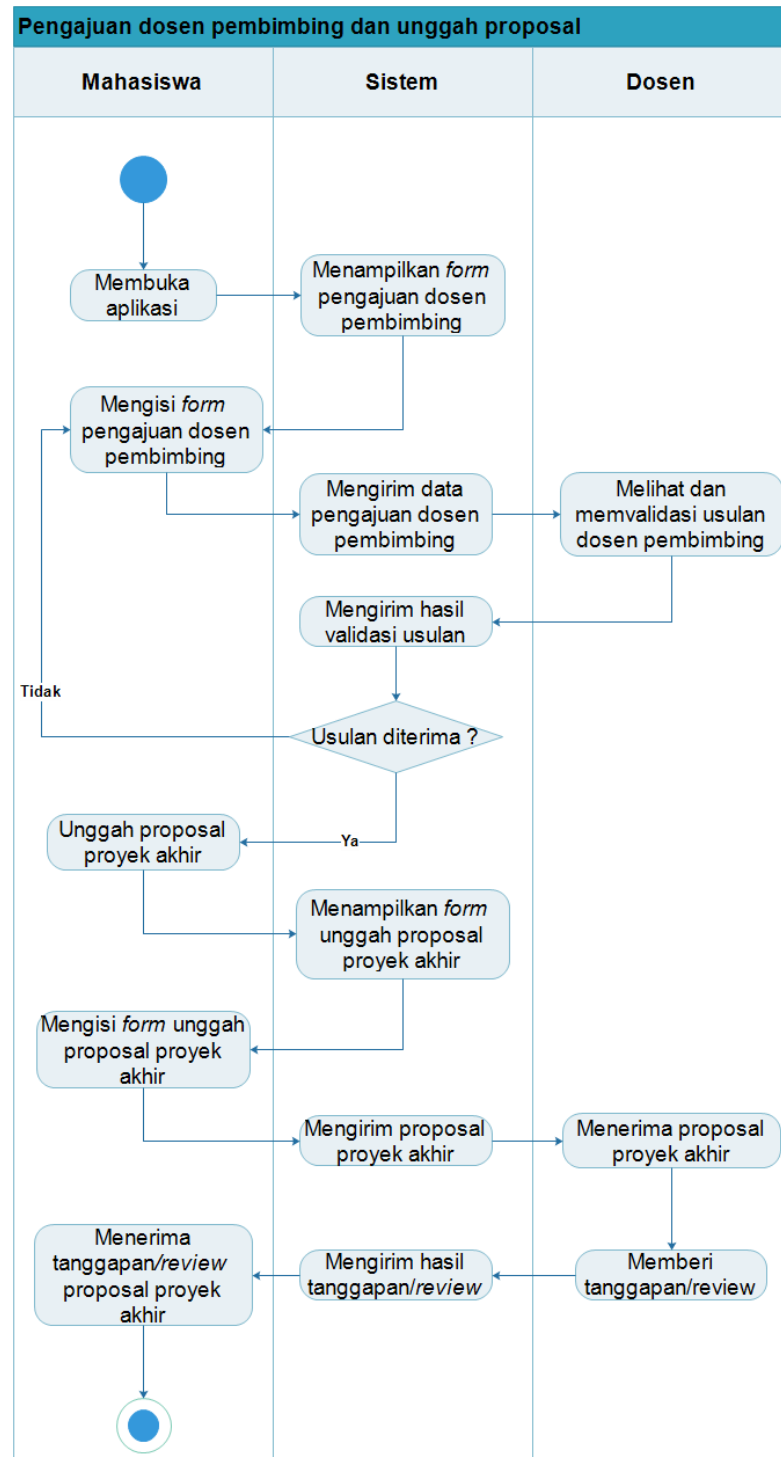 Pengajuan dosen pembimbing dan unggah proposal
Mahasiswa
Sistem
Dosen
Membuka
aplikasi
Menampilkan form
pengajuan dosen
pembimbing
Mengisi form
pengajuan dosen
pembimbing
Mengirim data
pengajuan dosen
pembimbing
Melihat dan
memvalidasi usulan
dosen pembimbing
Mengirim hasil
validasi usulan
Tidak
Usulan diterima ?
Ya
Unggah proposal
proyek akhir
Menampilkan form
unggah proposal
proyek akhir
Mengisi form unggah
proposal proyek
akhir
Mengirim proposal
proyek akhir
Menerima proposal
proyek akhir
Memberi
tanggapan/review
Mengirim hasil
tanggapan/review
Menerima
tanggapan/review
proposal proyek
akhir